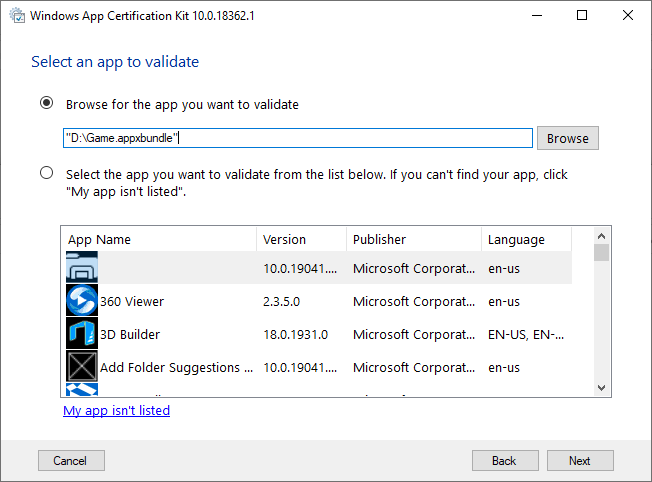 Windows App Certification Kit 10.0.18362.1
Select an app to validate
Browse for the app you want to validate
"D:\Game.appxbundle"
Browse
Select the app you want to validate from the list below. If you can't find your app, click
"My app isn't listed".
App Name Version Publisher Language
10.0.19041.... Microsoft Corporat... en-us
360 Viewer 2.3.5.0 Microsoft Corporat... en-us
3D Builder 18.0.1931.0 Microsoft Corporat... EN-US, EN-...
Add Folder Suggestions ... 10.0.19041.... Microsoft Corporat... en-us
My app isn't listed
Cancel
Back
Next